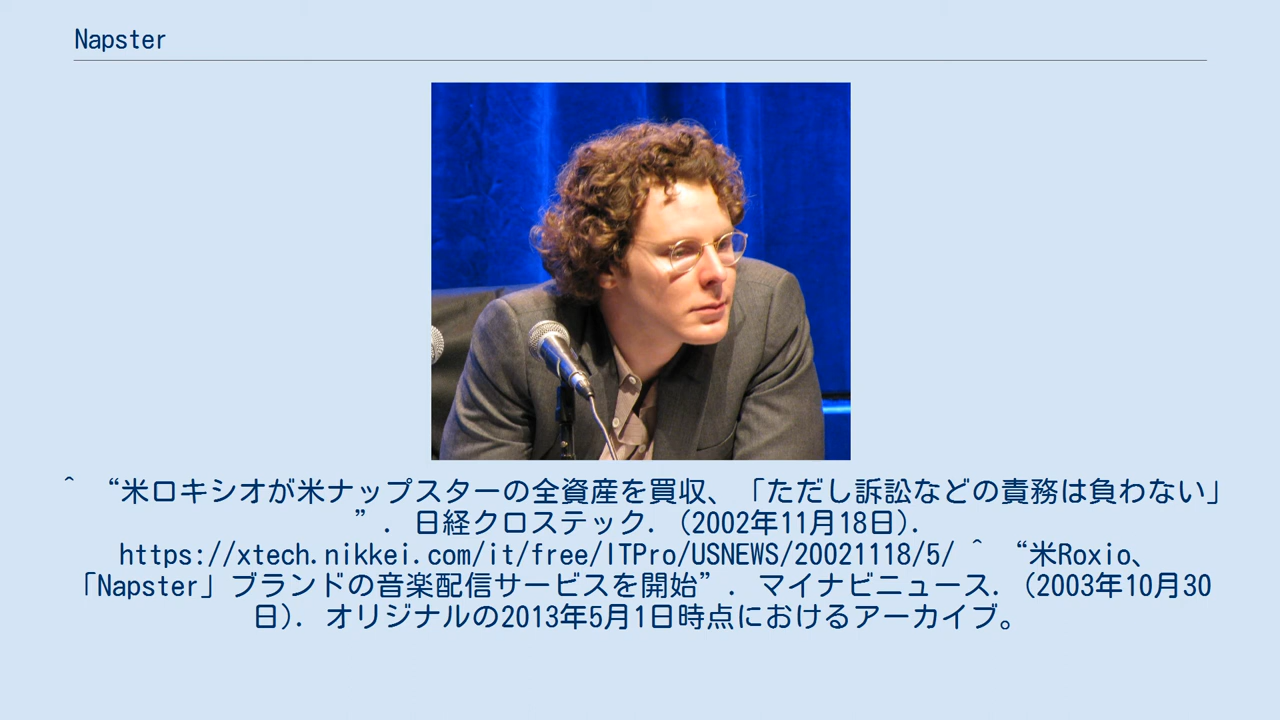 Napster
^ “米ロキシオが米ナップスターの全資産を買収、「ただし訴訟などの責務は負わない」
”. 日経クロステック. (2002年11月18日).
https://xtech.nikkei.com/it/free/ITPro/USNEWS/20021118/5/ ^ “米Roxio、
「Napster」ブランドの音楽配信サービスを開始”. マイナビニュース. (2003年10月30
日). オリジナルの2013年5月1日時点におけるアーカイブ。